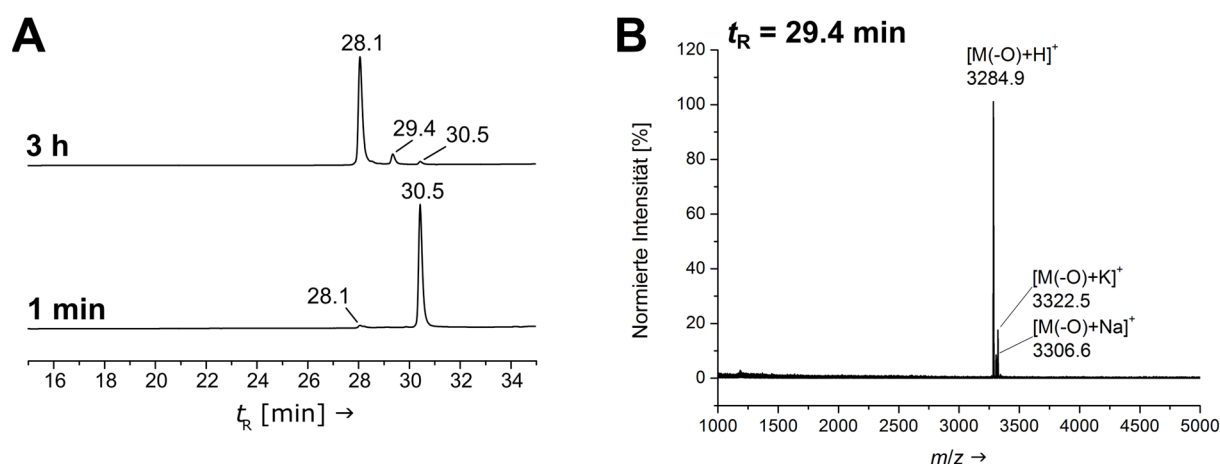 A
28.1
3 h
29.4
30.5
30.5
28.1
1 min
16 18 20 22 24 26 28 30 32 34
tR [min] →
B
tR = 29.4 min
Normierte Intensität [%]
120
100
80
60
40
20
0
[M(-O)+H]+
3284.9
[M(-O)+K]+
3322.5
[M(-O)+Na]+
3306.6
1000 1500 2000 2500 3000 3500 4000 4500 5000
m/z →